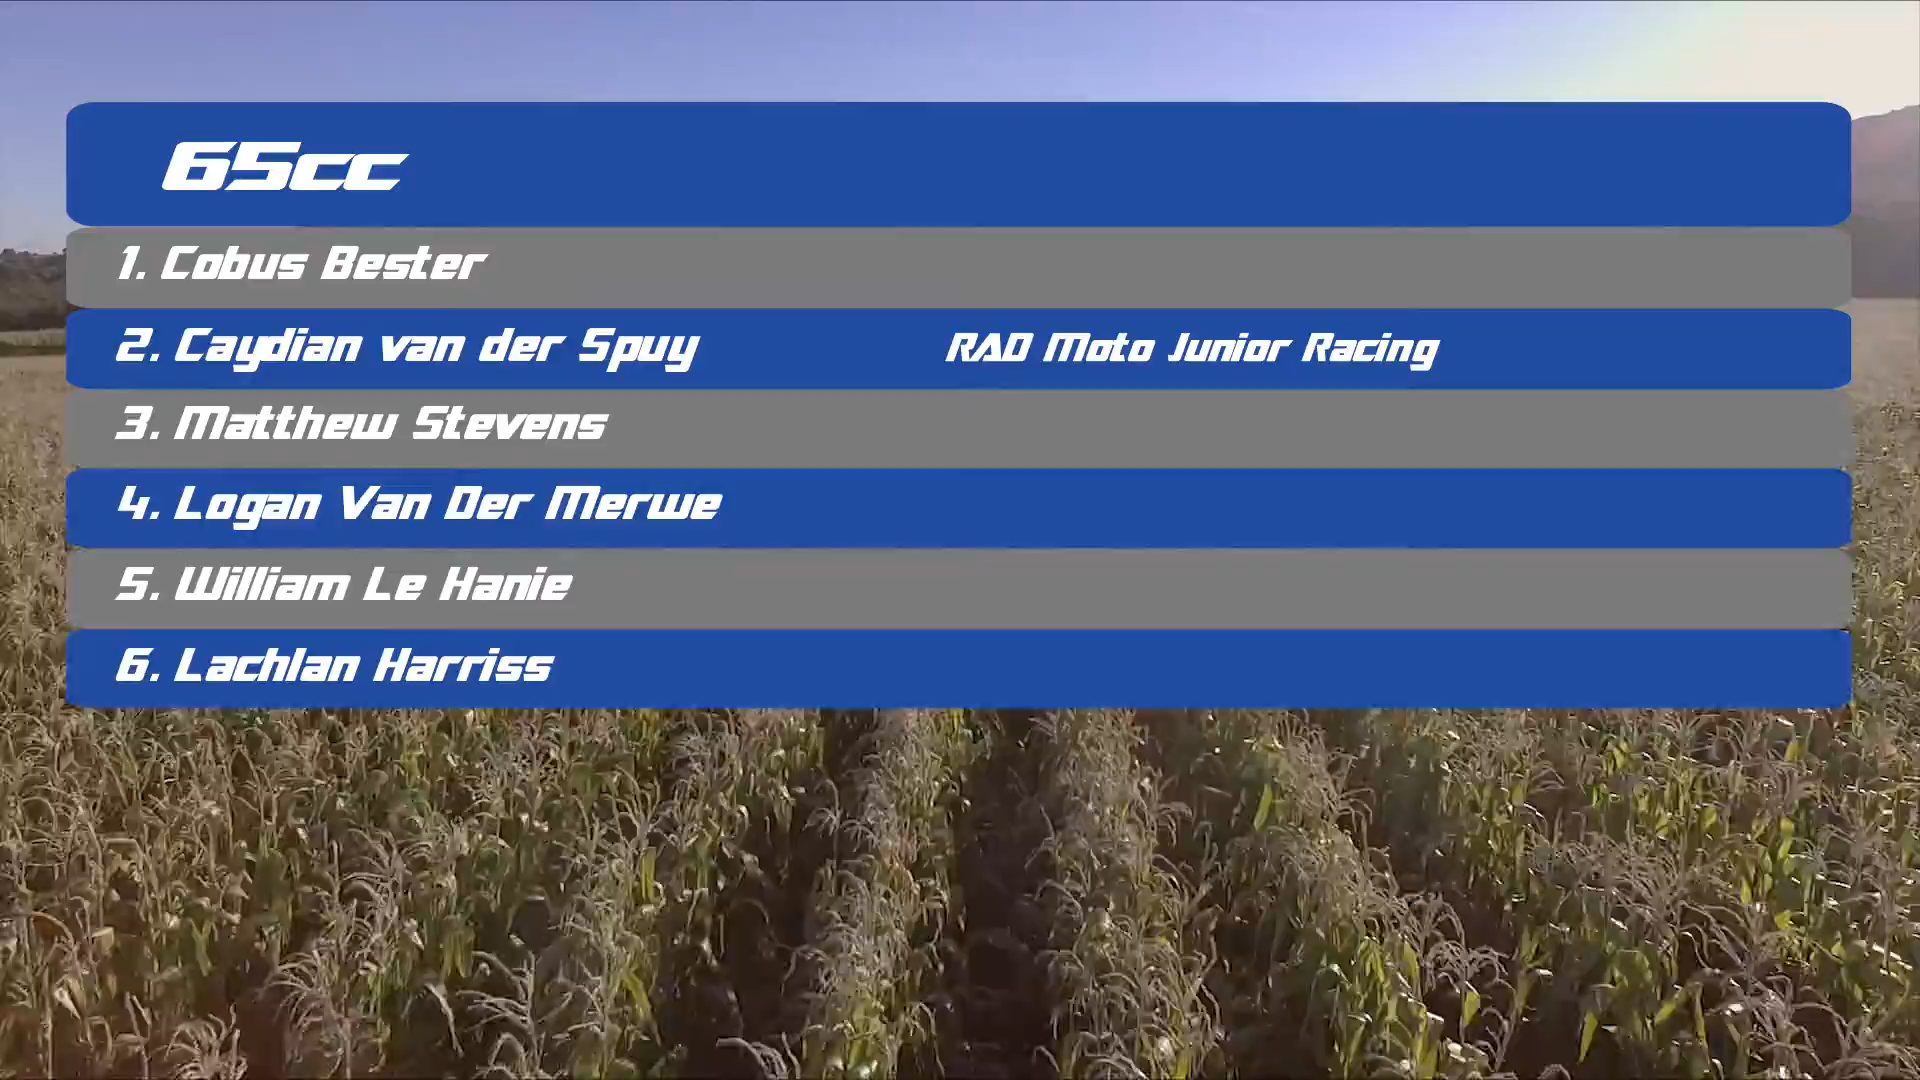 65cc
1. Cobus Bester
2. Caydian van der Spuy RAD Moto Junior Racing
3. Matthew Stevens
4. Logan Van Der Merwe
5. William Le Hanie
6. Lachlan Harriss